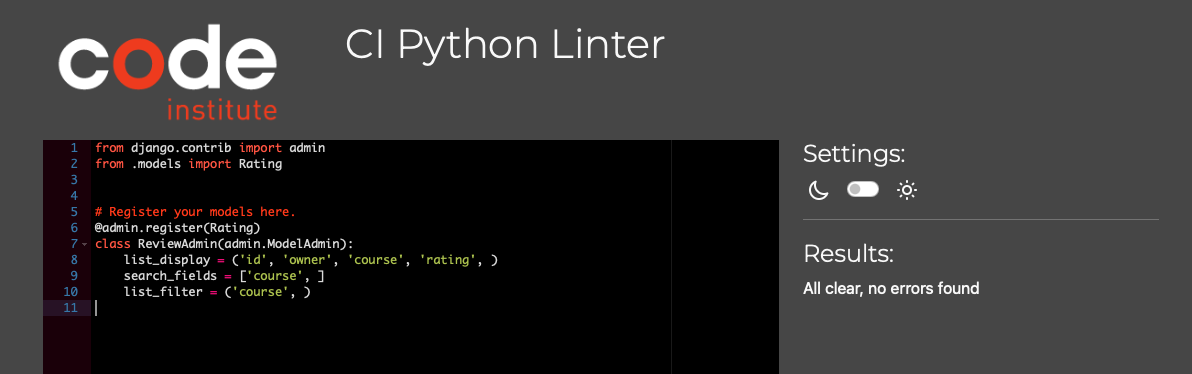 code
institute
CI Python Linter
1 from django.contrib import admin
2 from .models import Rating
3
4
5 # Register your models here.
6 @admin.register(Rating)
7 class ReviewAdmin(admin.ModelAdmin):
8     list_display = ('id', 'owner', 'course', 'rating', )
9     search_fields = ['course', ]
10     list_filter = ('course', )
11
Settings:
Results:
All clear, no errors found